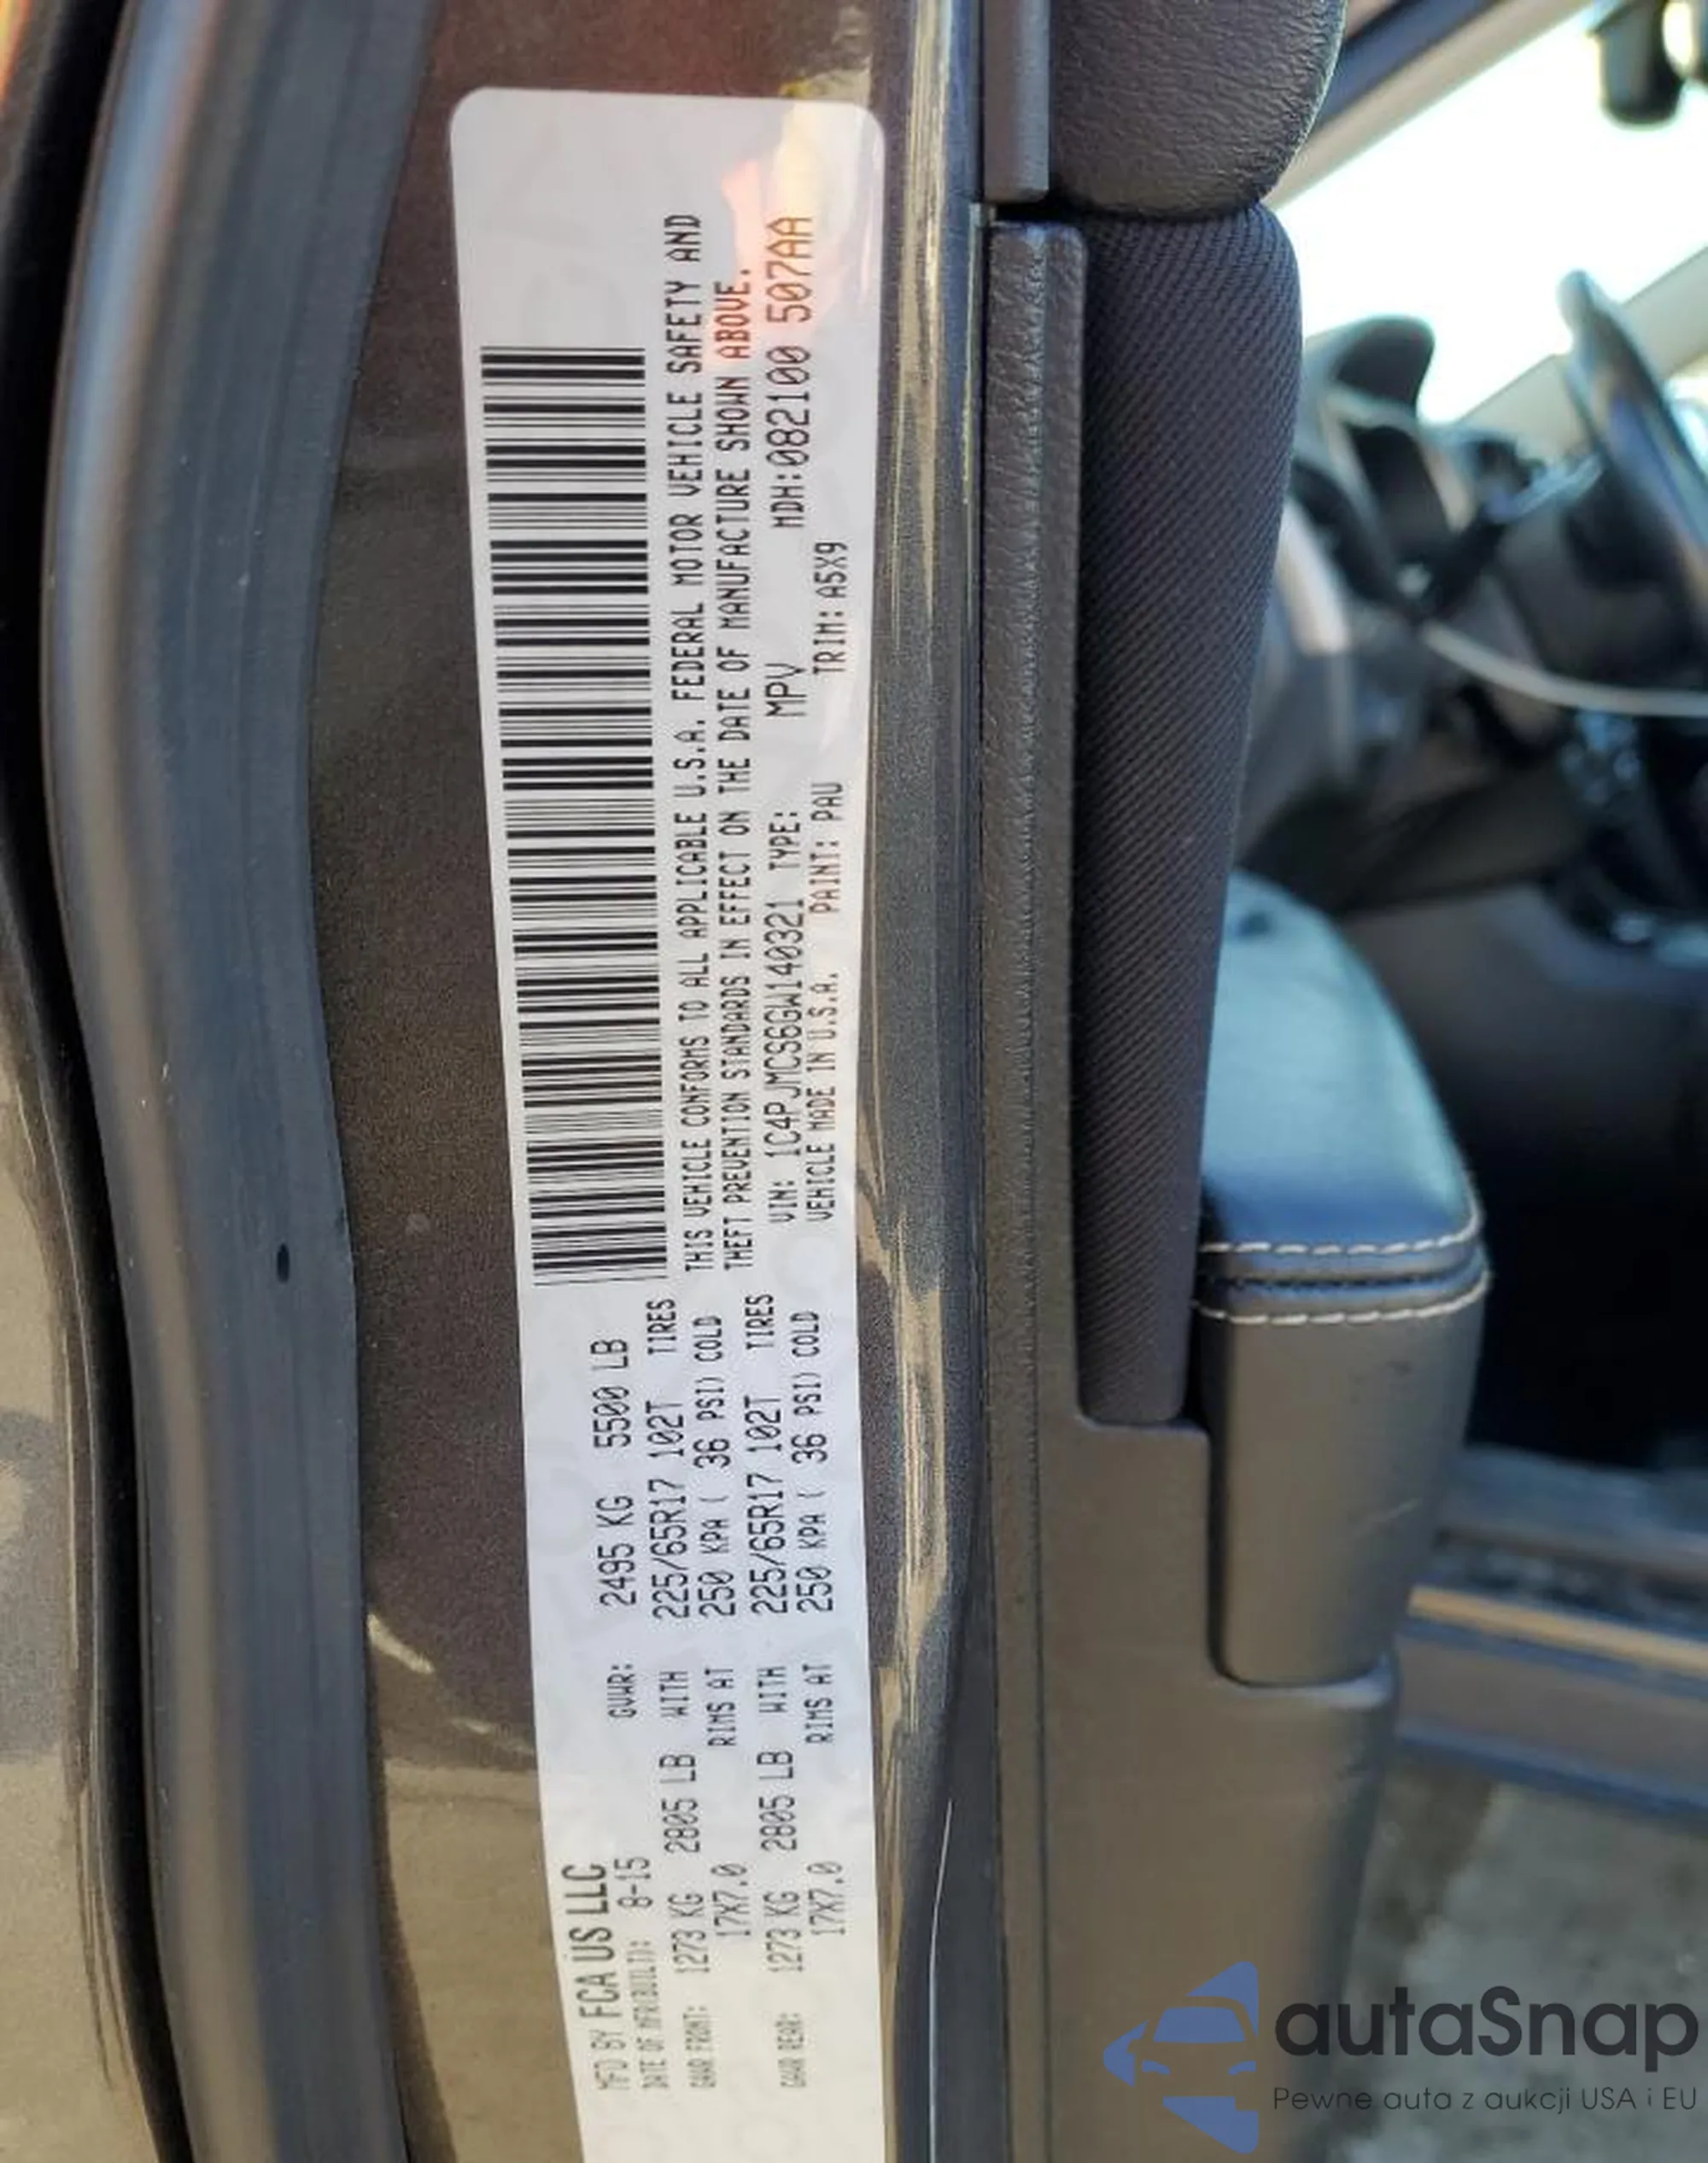 MFD BY FCA US LLC
DATE OF MFR(BUILT): 8-15 GVWR: 2495 KG 5500 LB
GAWR FRONT: 1273 KG 2805 LB WITH 225/65R17 102T TIRES
17X7.0 RIMS AT 250 KPA ( 36 PSI) COLD
GAWR REAR: 1273 KG 2805 LB WITH 225/65R17 102T TIRES
17X7.0 RIMS AT 250 KPA ( 36 PSI) COLD
THIS VEHICLE CONFORMS TO ALL APPLICABLE U.S.A. FEDERAL MOTOR VEHICLE SAFETY AND
THEFT PREVENTION STANDARDS IN EFFECT ON THE DATE OF MANUFACTURE SHOWN ABOVE.
VIN: 1C4PJMCS6GW140321 TYPE: MPV MDH:082100 507AA
VEHICLE MADE IN U.S.A. PAINT: PAU TRIM: A5X9
autaSnap
Pewne auta z aukcji USA i EU